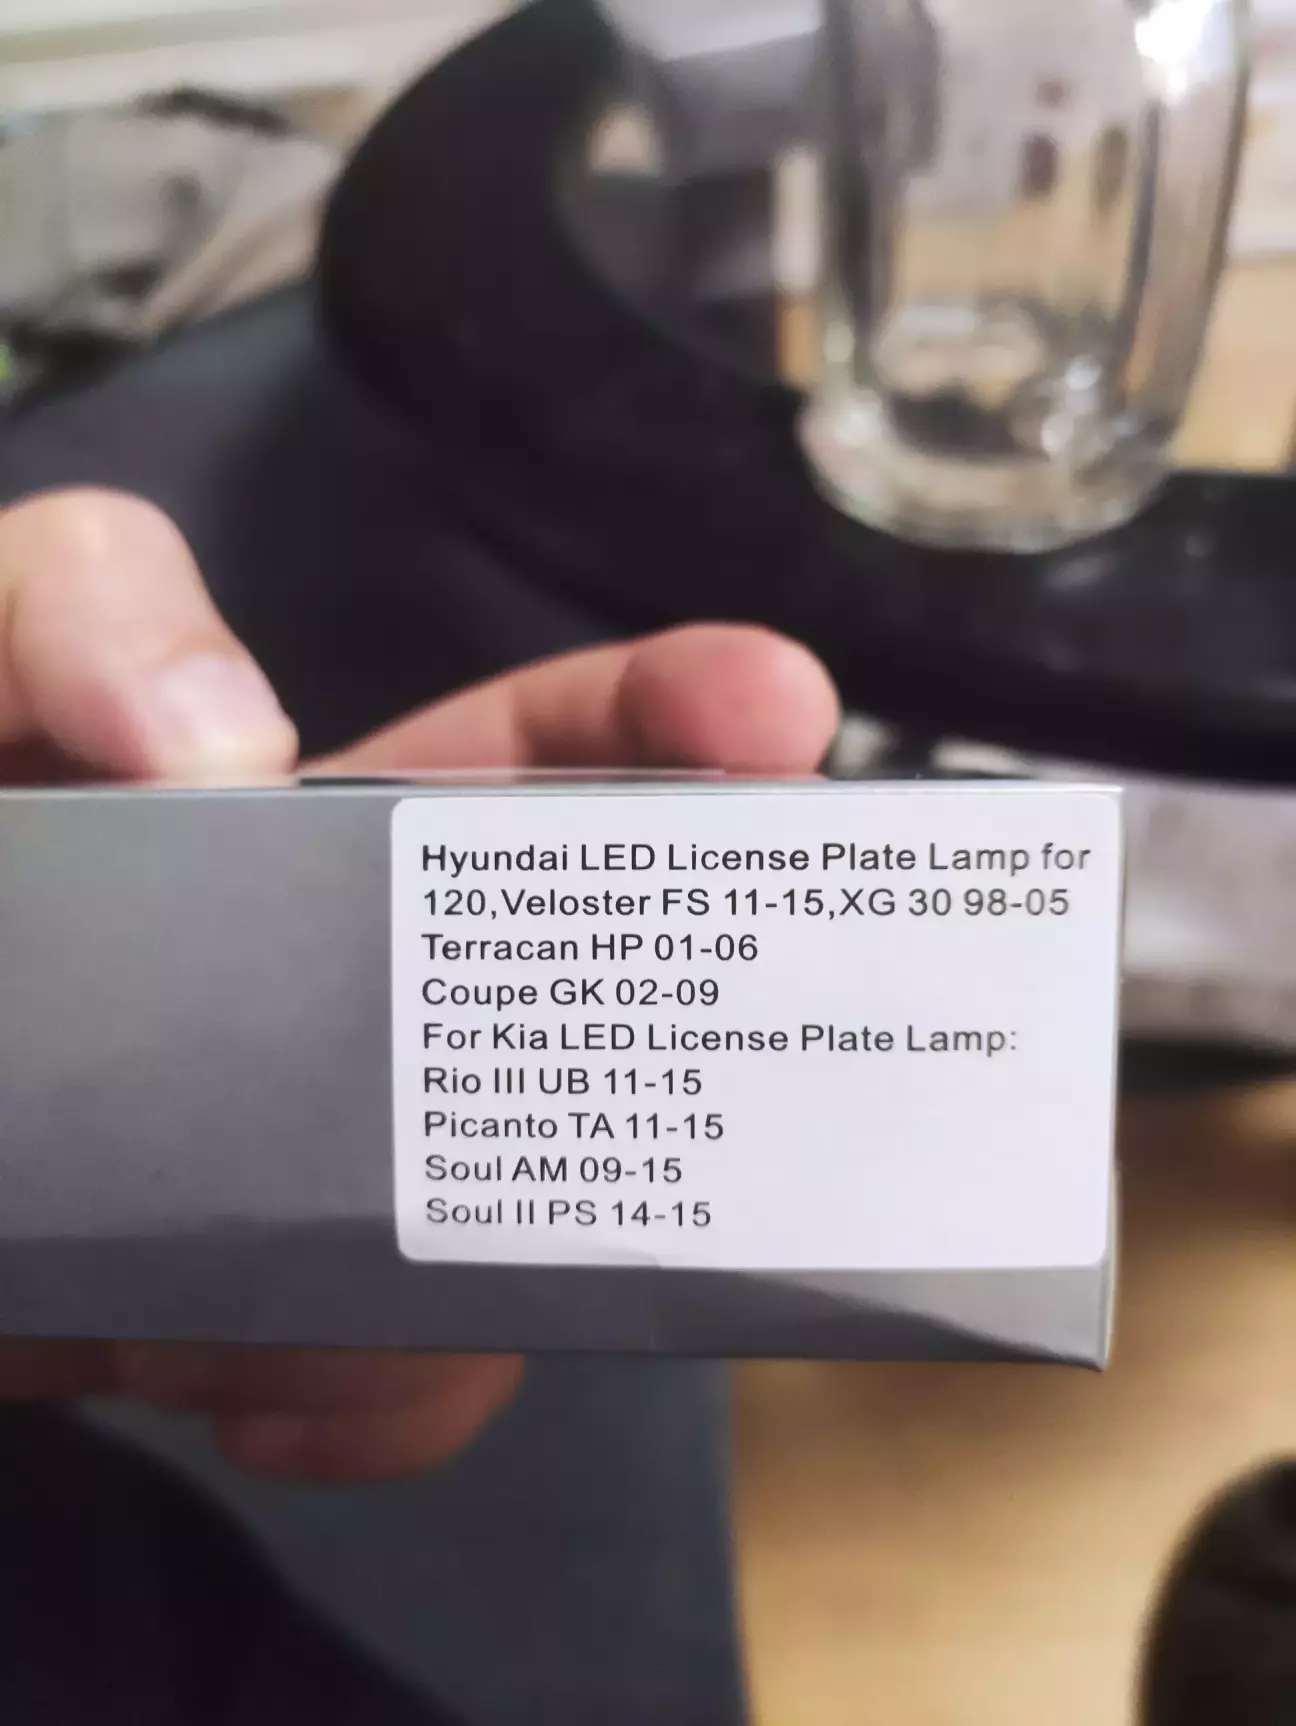 Hyundai LED License Plate Lamp for
120,Veloster FS 11-15,XG 30 98-05
Terracan HP 01-06
Coupe GK 02-09
For Kia LED License Plate Lamp:
Rio III UB 11-15
Picanto TA 11-15
Soul AM 09-15
Soul II PS 14-15